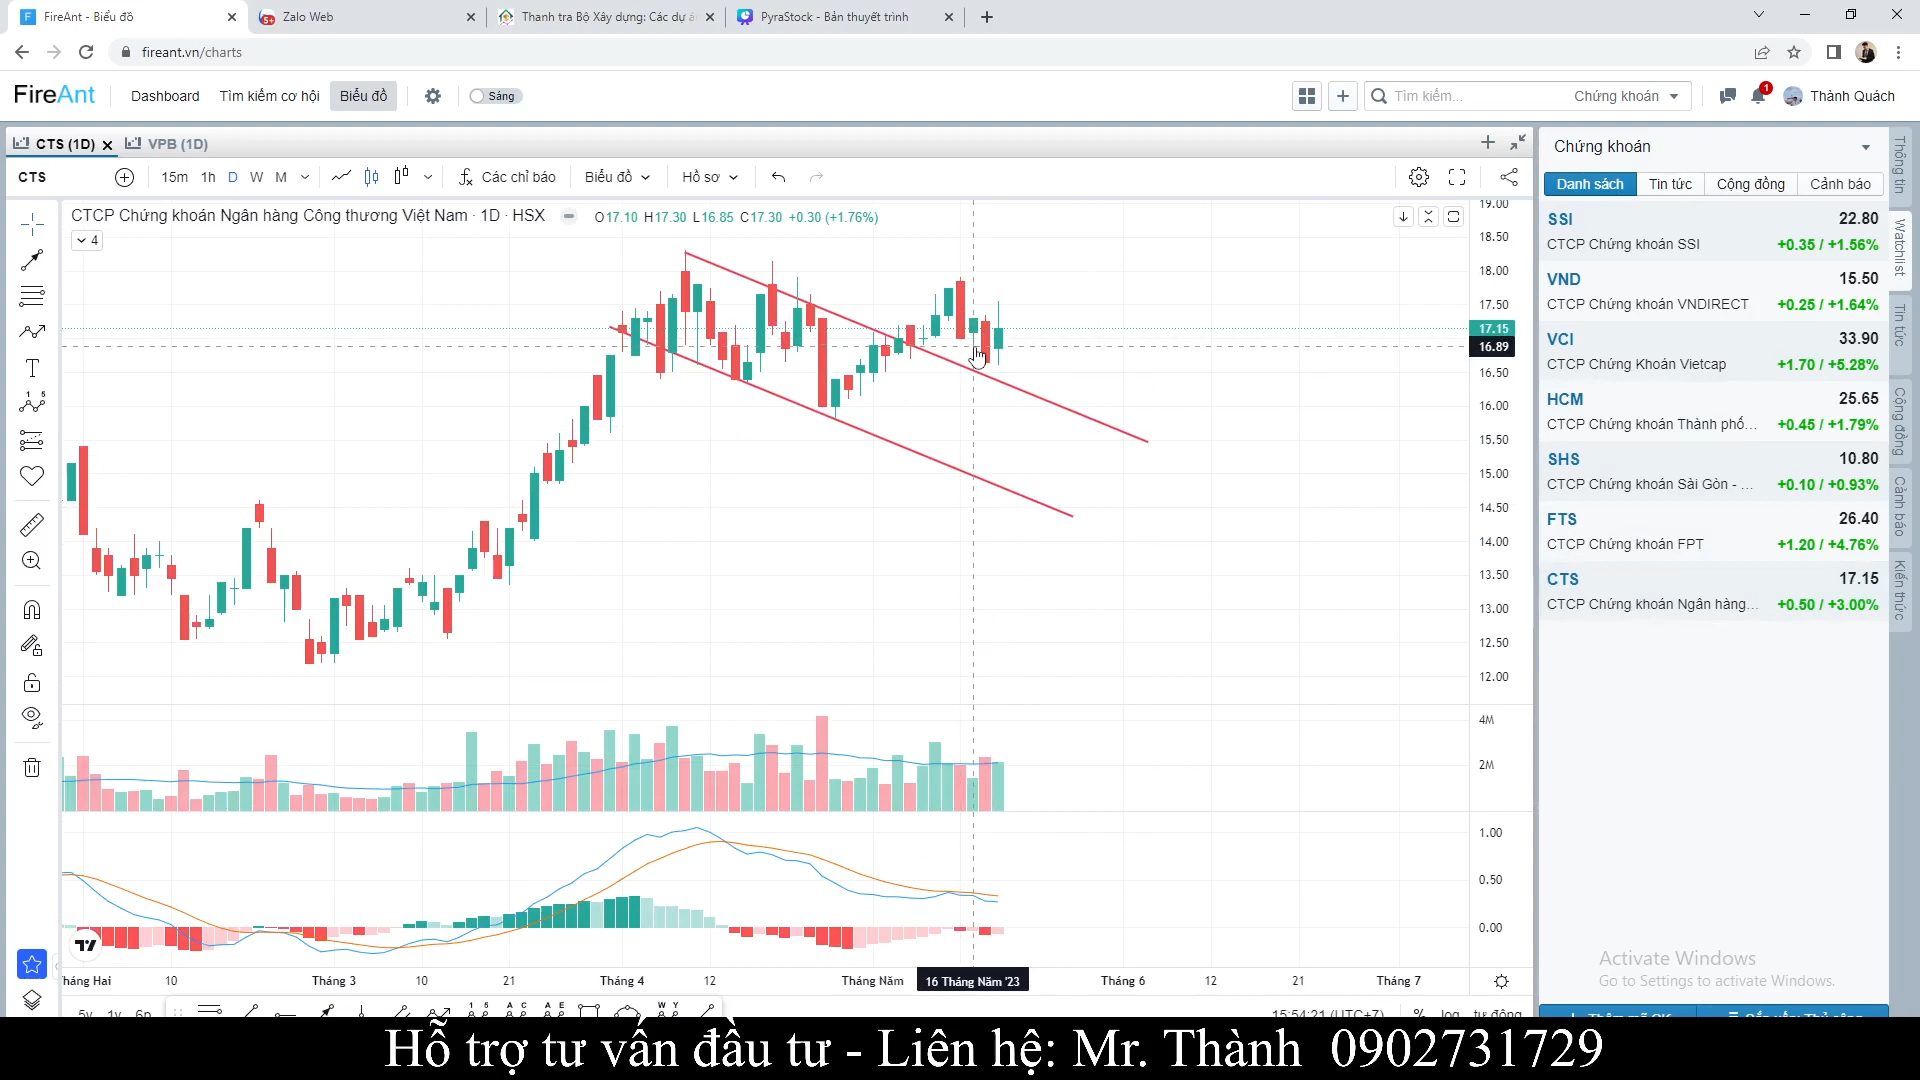 FireAnt - Biểu đồ
Zalo Web
Thanh tra Bộ Xây dựng: Các dự á
PyraStock - Bản thuyết trình
fireant.vn/charts
FireAnt
Dashboard
Tìm kiếm cơ hội
Biểu đồ
Sáng
Tìm kiếm...
Chứng khoán
1
Thành Quách
CTS (1D)
VPB (1D)
CTS
15m 1h D W M
Các chỉ báo
Biểu đồ
Hồ sơ
CTCP Chứng khoán Ngân hàng Công thương Việt Nam · 1D · HSX
O17.10 H17.30 L16.85 C17.30 +0.30 (+1.76%)
4
19.00
18.50
18.00
17.50
17.15
16.89
16.50
16.00
15.50
15.00
14.50
14.00
13.50
13.00
12.50
12.00
4M
2M
1.00
0.50
0.00
10
Tháng 3
10
21
Tháng 4
12
Tháng Năm
16 Tháng Năm '23
Tháng 6
12
21
Tháng 7
5y 1y 6p
15:54:21 (UTC+7)
% log tự động
Chứng khoán
Danh sách
Tin tức
Cộng đồng
Cảnh báo
SSI 22.80
CTCP Chứng khoán SSI +0.35 / +1.56%
VND 15.50
CTCP Chứng khoán VNDIRECT +0.25 / +1.64%
VCI 33.90
CTCP Chứng Khoán Vietcap +1.70 / +5.28%
HCM 25.65
CTCP Chứng khoán Thành phố... +0.45 / +1.79%
SHS 10.80
CTCP Chứng khoán Sài Gòn - ... +0.10 / +0.93%
FTS 26.40
CTCP Chứng khoán FPT +1.20 / +4.76%
CTS 17.15
CTCP Chứng khoán Ngân hàng... +0.50 / +3.00%
Thông tin
Watchlist
Tin tức
Cộng đồng
Cảnh báo
Kiến thức
Activate Windows
Go to Settings to activate Windows.
Hỗ trợ tư vấn đầu tư - Liên hệ: Mr. Thành 0902731729